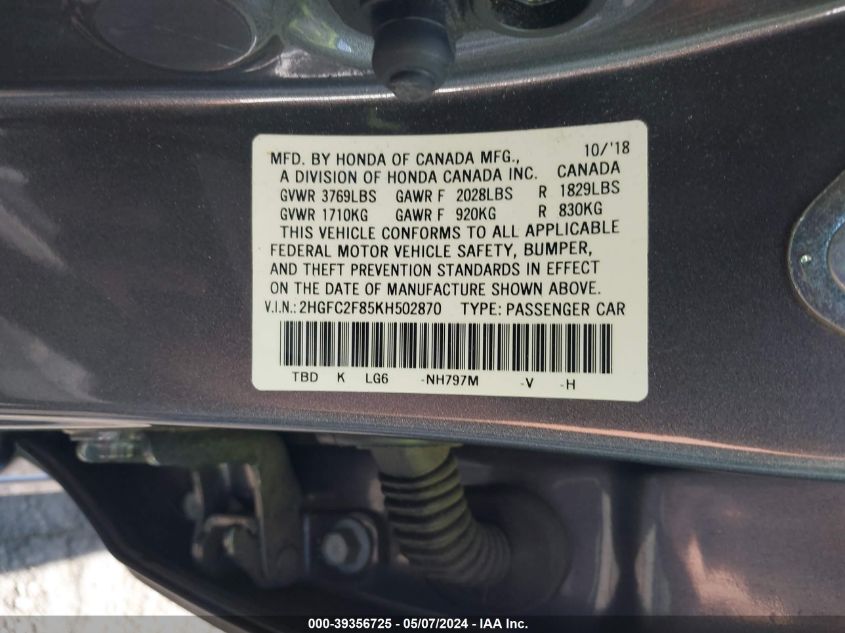 10/'18
MFD. BY HONDA OF CANADA MFG.,
A DIVISION OF HONDA CANADA INC. CANADA
GVWR 3769LBS GAWR F 2028LBS R 1829LBS
GVWR 1710KG GAWR F 920KG R 830KG
THIS VEHICLE CONFORMS TO ALL APPLICABLE
FEDERAL MOTOR VEHICLE SAFETY, BUMPER,
AND THEFT PREVENTION STANDARDS IN EFFECT
ON THE DATE OF MANUFACTURE SHOWN ABOVE.
V.I.N.: 2HGFC2F85KH502870 TYPE: PASSENGER CAR
TBD K LG6 -NH797M -V -H
000-39356725 - 05/07/2024 - IAA Inc.